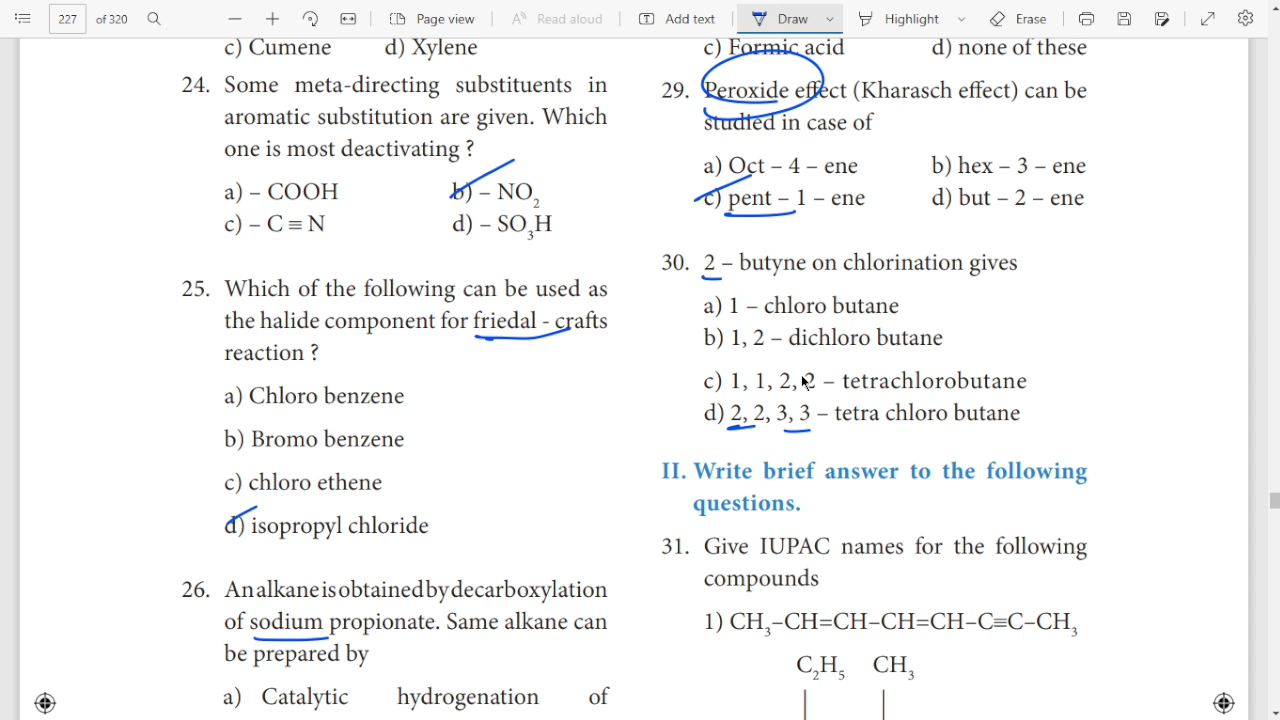 227 of 320 Page view Read aloud Add text Draw Highlight Erase
c) Cumene d) Xylene
24. Some meta-directing substituents in
aromatic substitution are given. Which
one is most deactivating ?
a) – COOH b) – NO₂
c) – C ≡ N d) – SO₃H
25. Which of the following can be used as
the halide component for friedal - crafts
reaction ?
a) Chloro benzene
b) Bromo benzene
c) chloro ethene
d) isopropyl chloride
26. An alkane is obtained by decarboxylation
of sodium propionate. Same alkane can
be prepared by
a) Catalytic hydrogenation of
c) Formic acid d) none of these
29. Peroxide effect (Kharasch effect) can be
studied in case of
a) Oct – 4 – ene b) hex – 3 – ene
c) pent – 1 – ene d) but – 2 – ene
30. 2 – butyne on chlorination gives
a) 1 – chloro butane
b) 1, 2 – dichloro butane
c) 1, 1, 2, 2 – tetrachlorobutane
d) 2, 2, 3, 3 – tetra chloro butane
II. Write brief answer to the following
questions.
31. Give IUPAC names for the following
compounds
1) CH₃–CH=CH–CH=CH–C≡C–CH₃
C₂H₅ CH₃